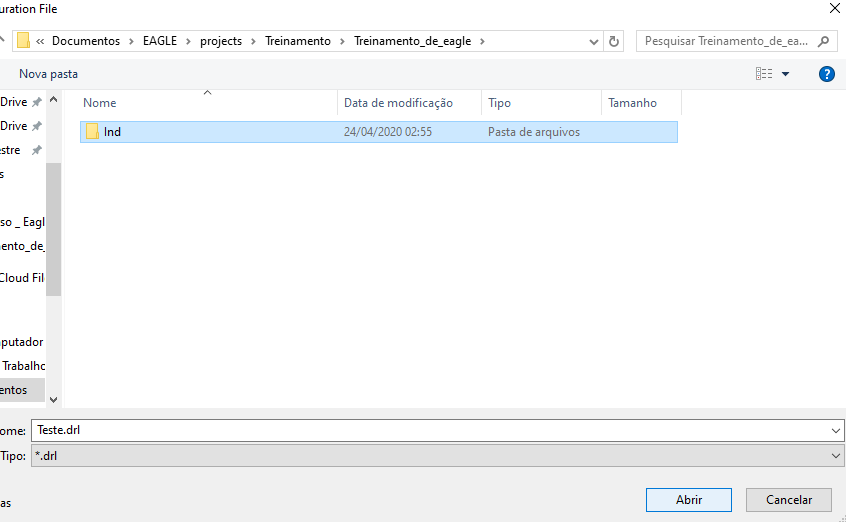 uration File
« Documentos > EAGLE > projects > Treinamento > Treinamento_de_eagle >
Pesquisar Treinamento_de_ea...
Nova pasta
Drive
Drive
estre
s
so _ Eagl
mento_de_
Cloud Fil
nputador
Trabalho
entos
Nome Data de modificação Tipo Tamanho
Ind 24/04/2020 02:55 Pasta de arquivos
ome: Teste.drl
Tipo: *.drl
as
Abrir Cancelar